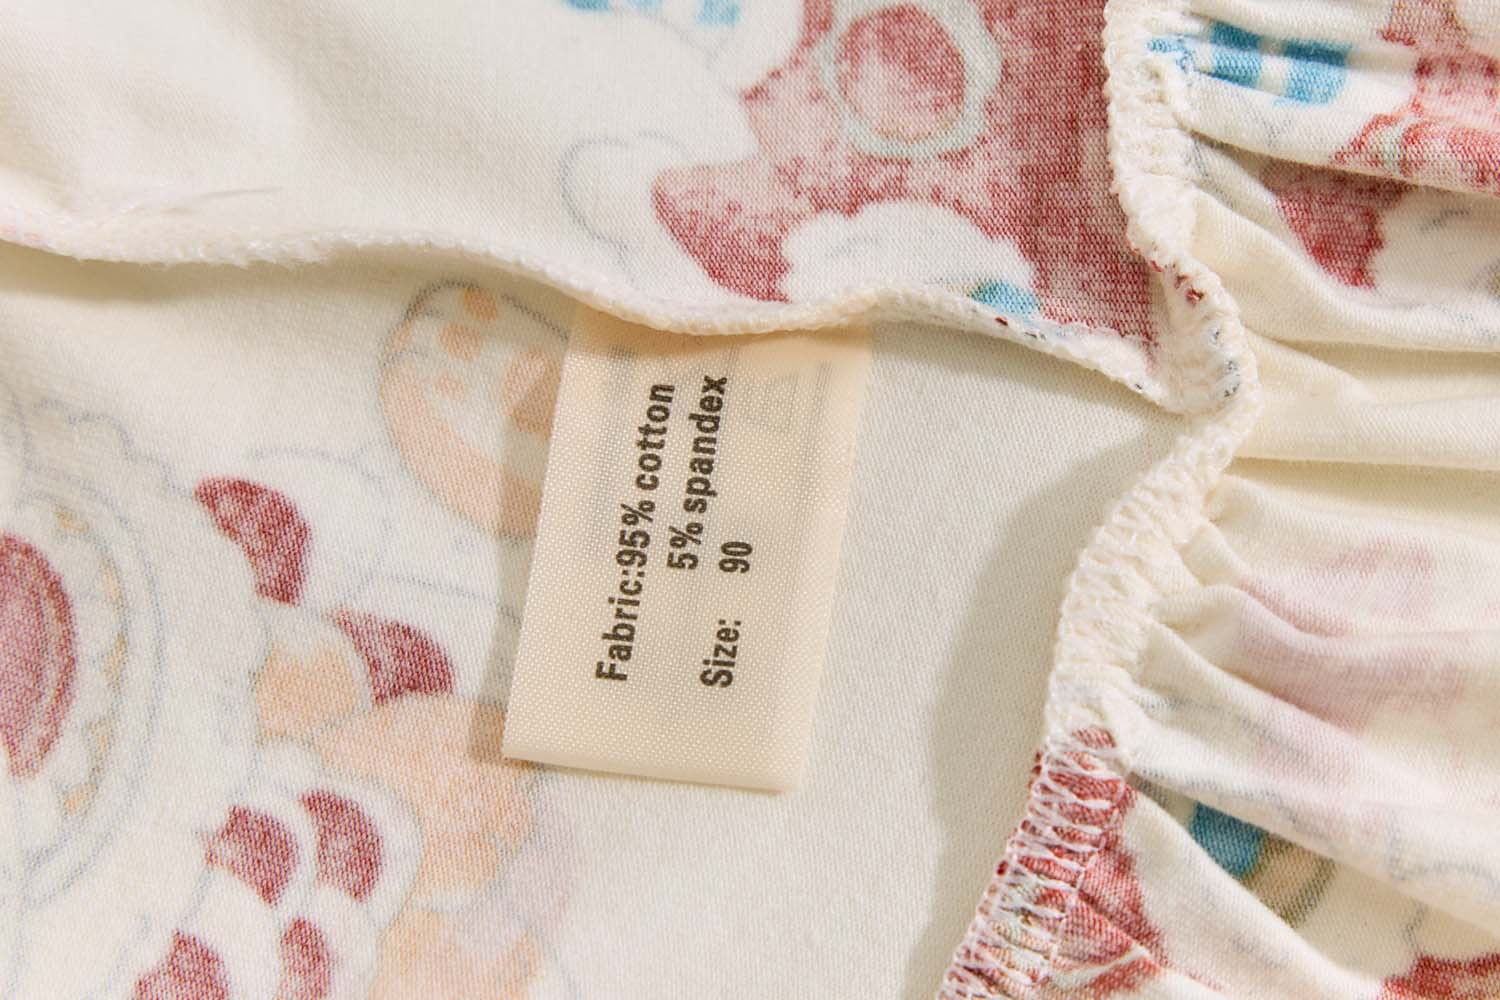 Fabric:95% cotton
5% spandex
Size: 90